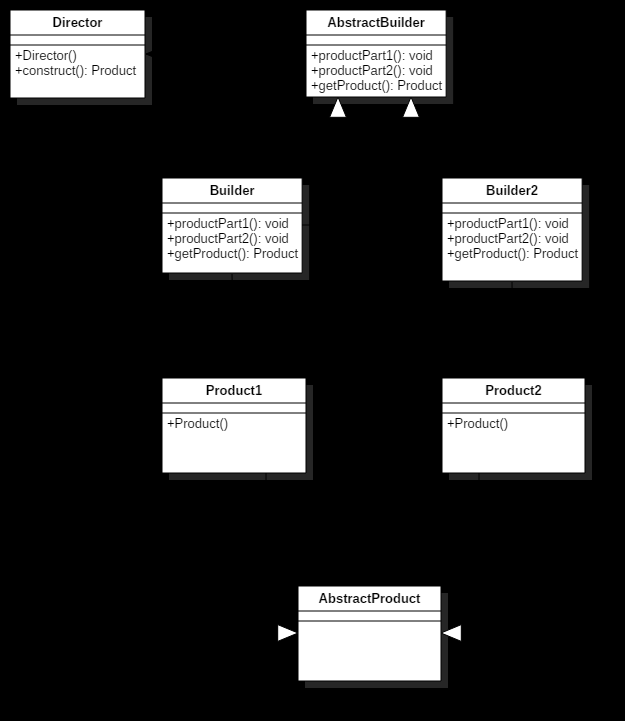 Director
+Director()
+construct(): Product
AbstractBuilder
+productPart1(): void
+productPart2(): void
+getProduct(): Product
Builder
+productPart1(): void
+productPart2(): void
+getProduct(): Product
Builder2
+productPart1(): void
+productPart2(): void
+getProduct(): Product
Product1
+Product()
Product2
+Product()
AbstractProduct